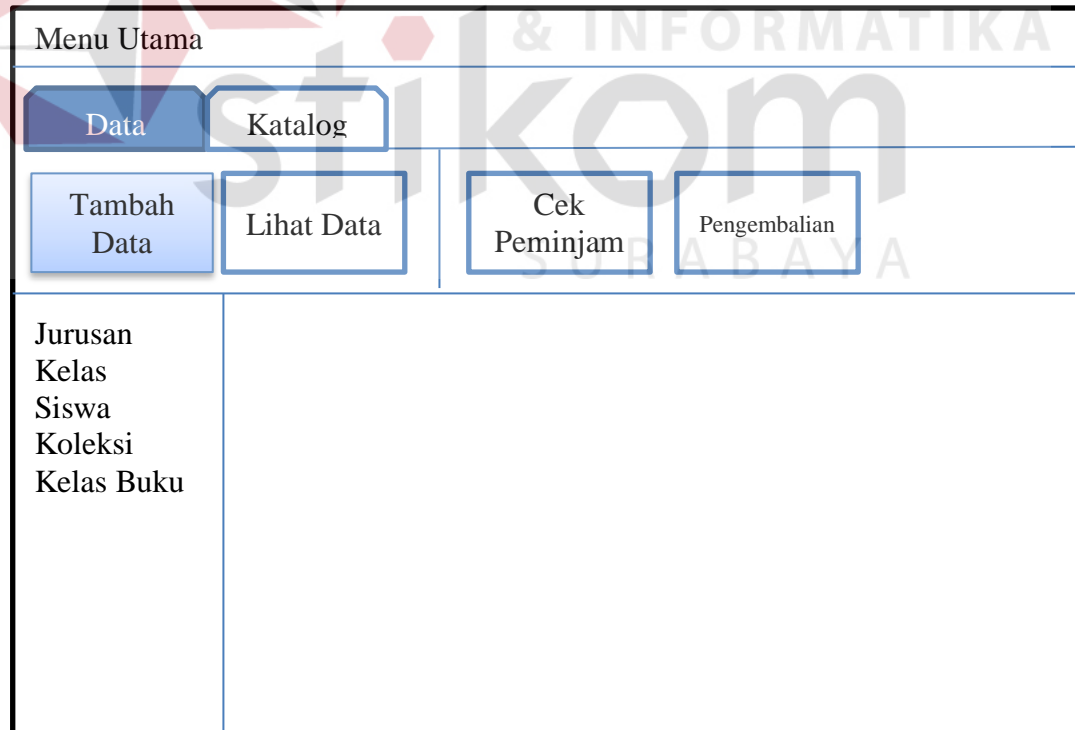 & INFORMATIKA
Menu Utama
stikom
Data
Katalog
Tambah
Data
Lihat Data
Cek
Peminjam
Pengembalian
SURABAYA
Jurusan
Kelas
Siswa
Koleksi
Kelas Buku